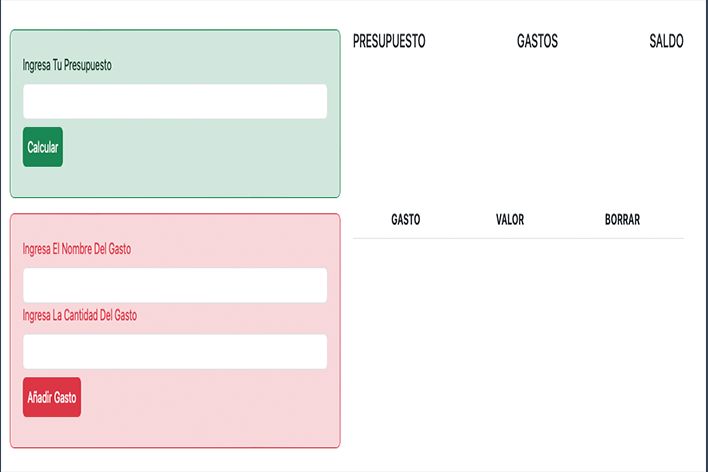 Ingresa Tu Presupuesto
Calcular
Ingresa El Nombre Del Gasto
Ingresa La Cantidad Del Gasto
Añadir Gasto
PRESUPUESTO GASTOS SALDO
GASTO VALOR BORRAR